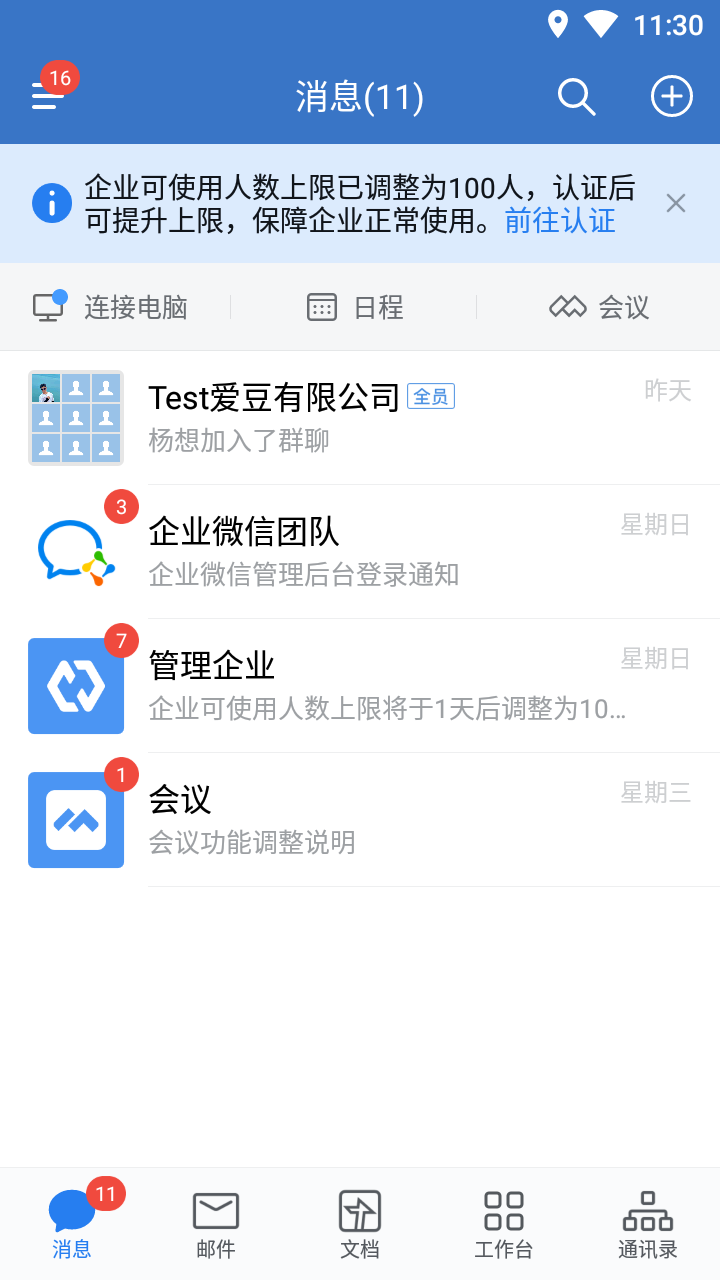 11:30
16
消息(11)
企业可使用人数上限已调整为100人，认证后
可提升上限，保障企业正常使用。前往认证
连接电脑
日程
会议
Test爱豆有限公司 全员
昨天
杨想加入了群聊
3
企业微信团队
星期日
企业微信管理后台登录通知
7
管理企业
星期日
企业可使用人数上限将于1天后调整为10...
1
会议
星期三
会议功能调整说明
11
消息
邮件
文档
工作台
通讯录